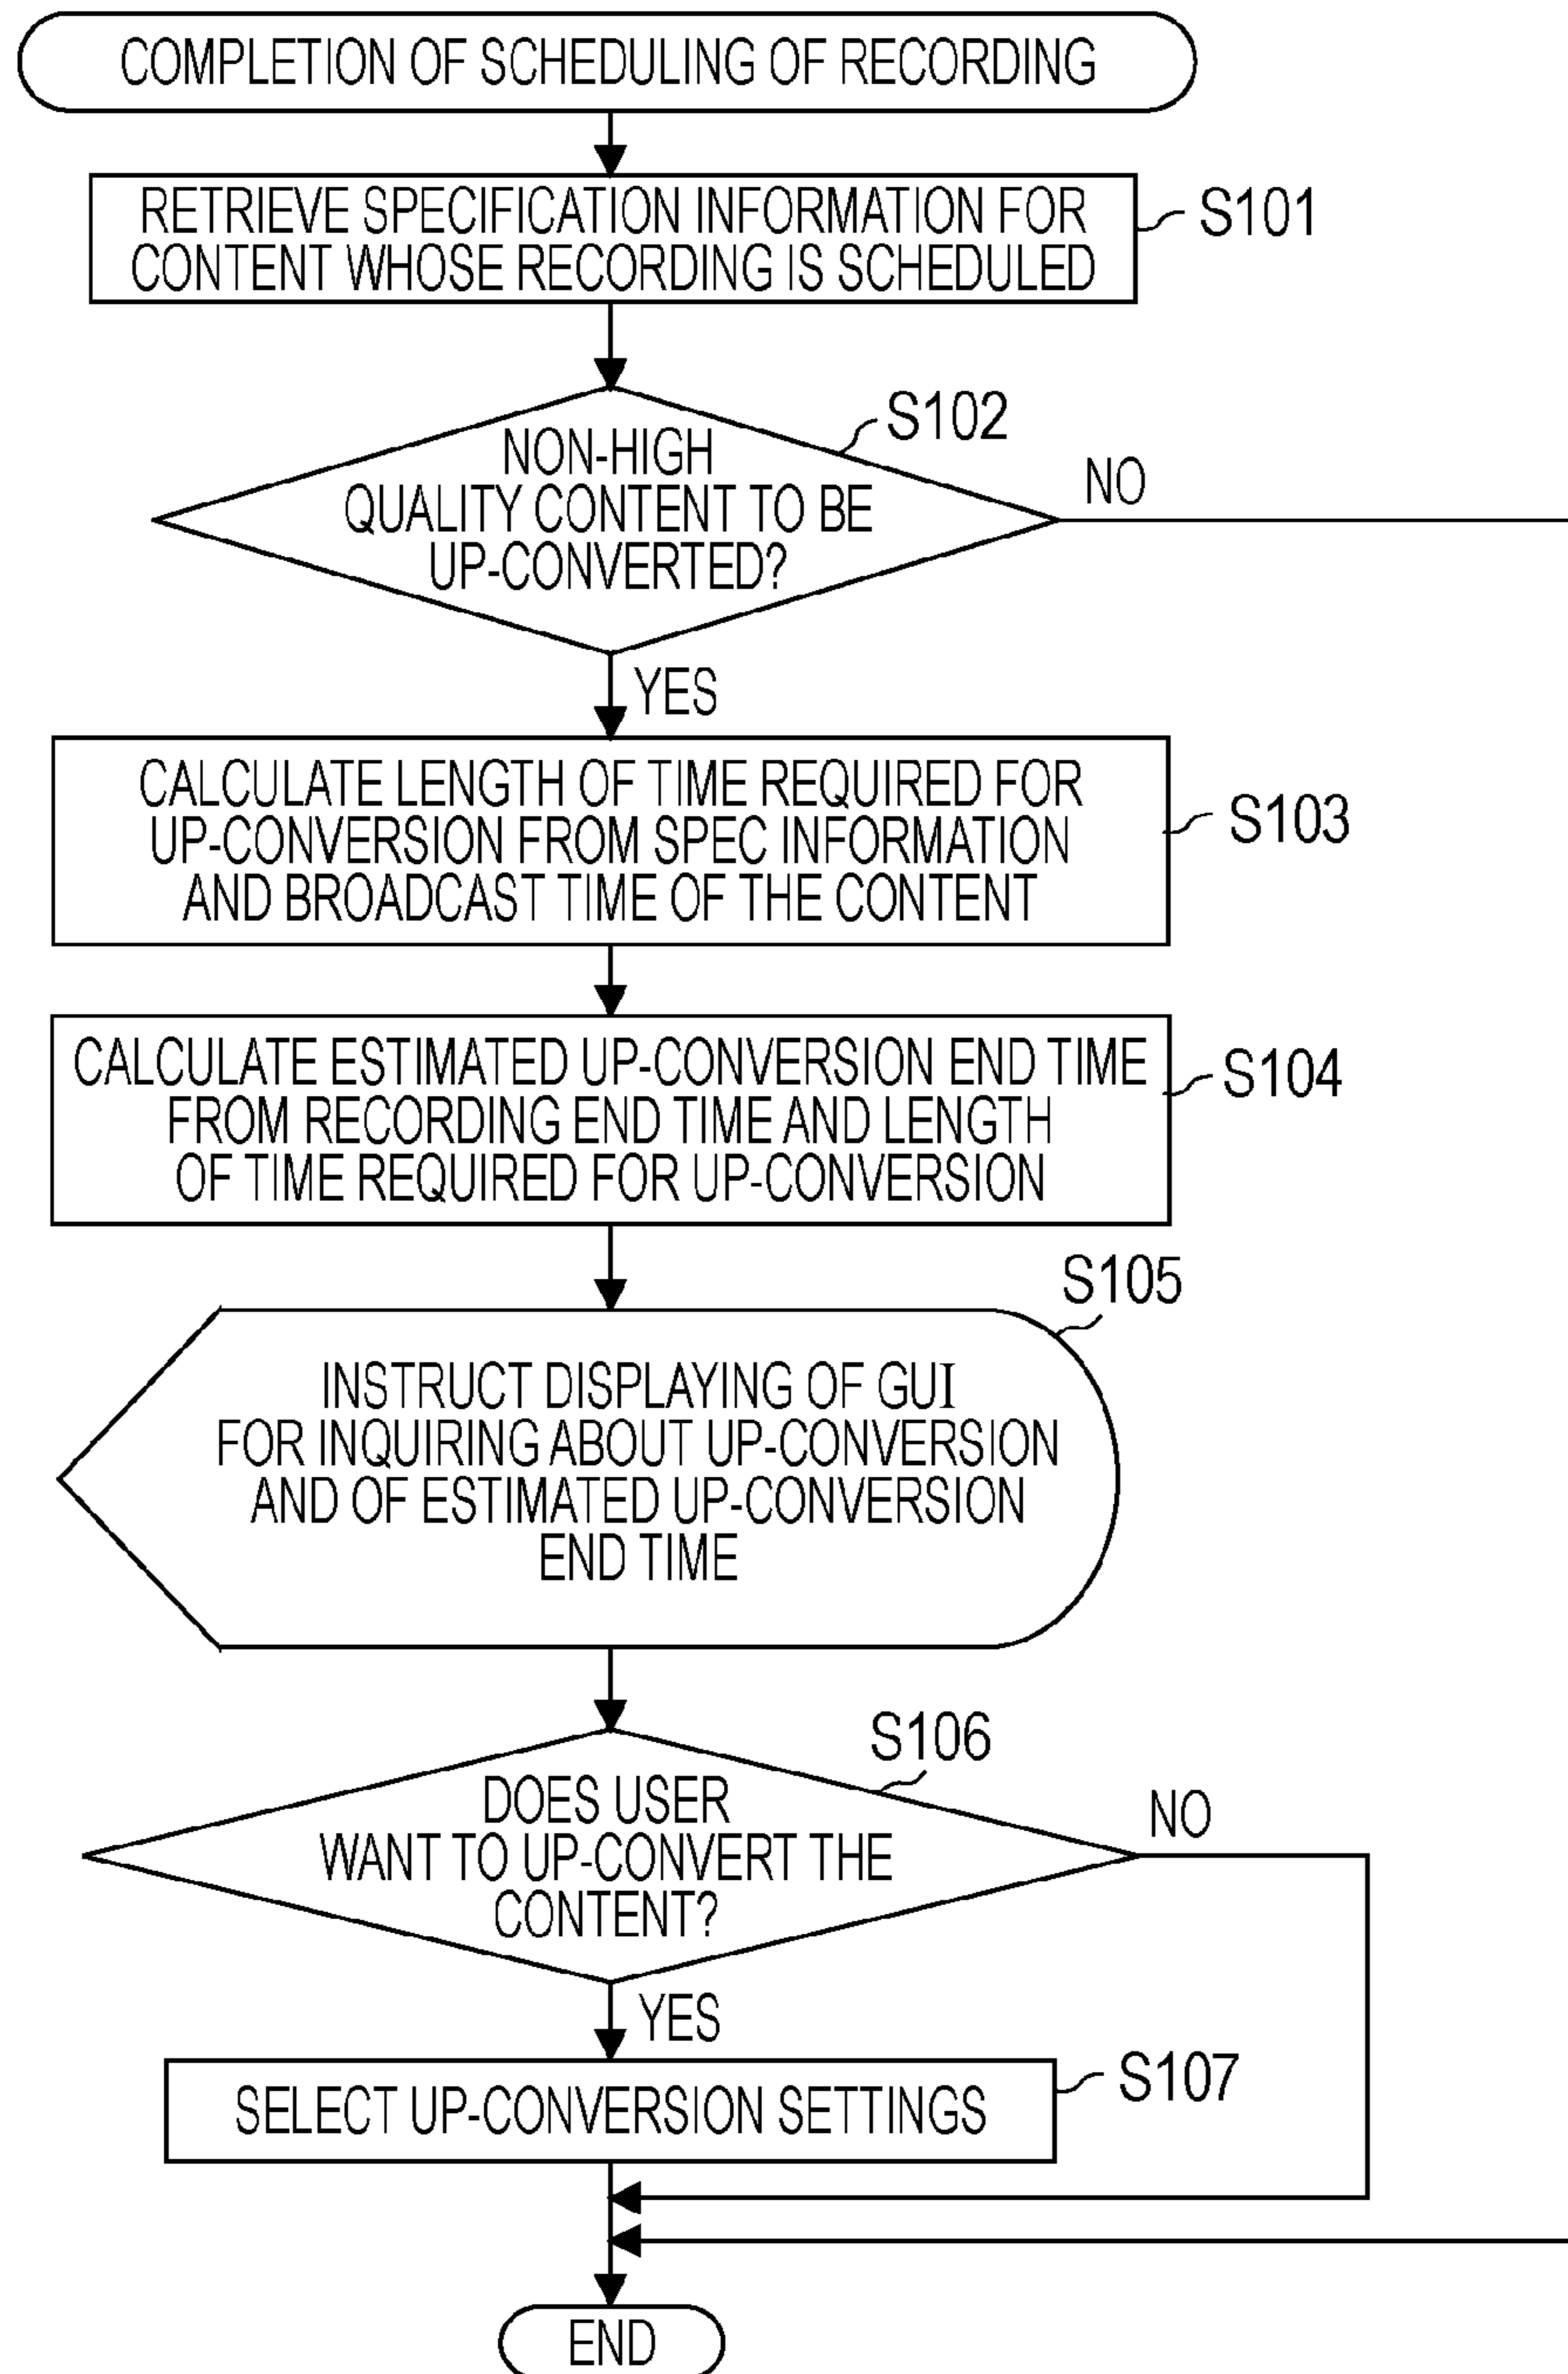 COMPLETION OF SCHEDULING OF RECORDING
RETRIEVE SPECIFICATION INFORMATION FOR
CONTENT WHOSE RECORDING IS SCHEDULED
S101
S102
NON-HIGH
QUALITY CONTENT TO BE
UP-CONVERTED?
NO
YES
CALCULATE LENGTH OF TIME REQUIRED FOR
UP-CONVERSION FROM SPEC INFORMATION
AND BROADCAST TIME OF THE CONTENT
S103
CALCULATE ESTIMATED UP-CONVERSION END TIME
FROM RECORDING END TIME AND LENGTH
OF TIME REQUIRED FOR UP-CONVERSION
S104
S105
INSTRUCT DISPLAYING OF GUI
FOR INQUIRING ABOUT UP-CONVERSION
AND OF ESTIMATED UP-CONVERSION
END TIME
S106
DOES USER
WANT TO UP-CONVERT THE
CONTENT?
NO
YES
SELECT UP-CONVERSION SETTINGS
S107
END